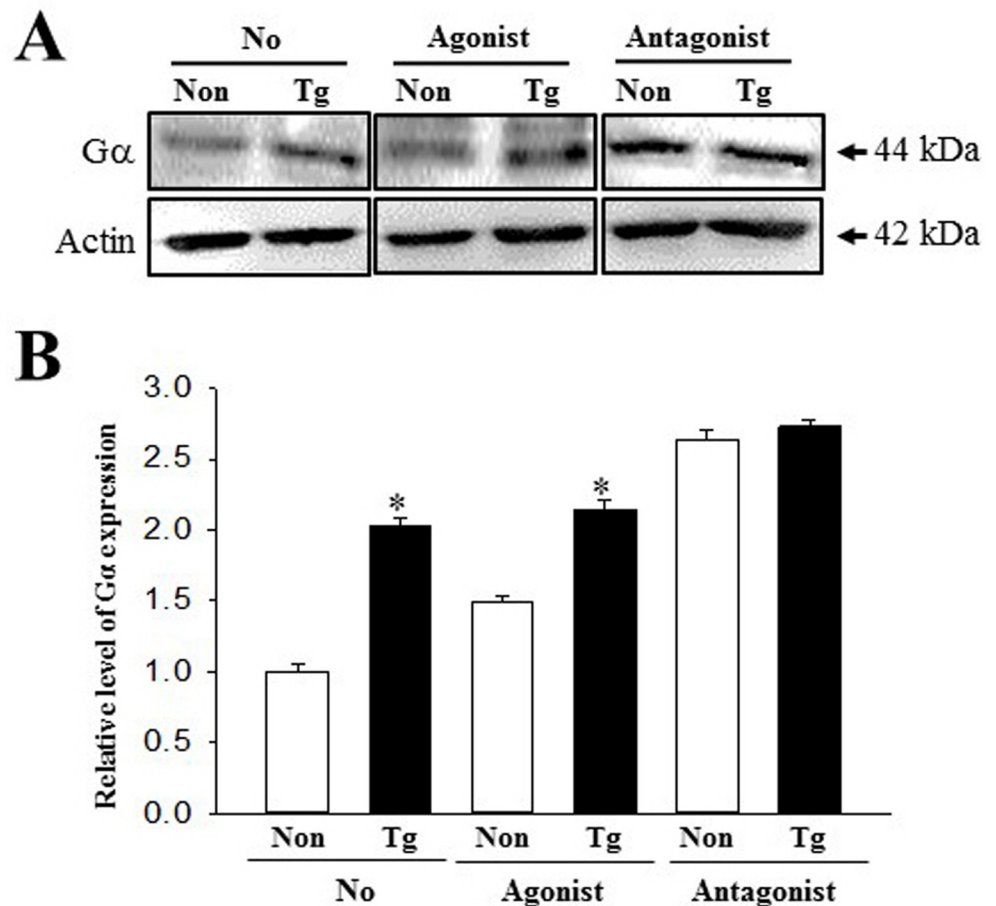 A
No Agonist Antagonist
Non Tg Non Tg Non Tg
Gα 44 kDa
Actin 42 kDa
B
Relative level of Gα expression
3.0
2.5
2.0
1.5
1.0
0.5
0.0
* *
Non Tg Non Tg Non Tg
No Agonist Antagonist